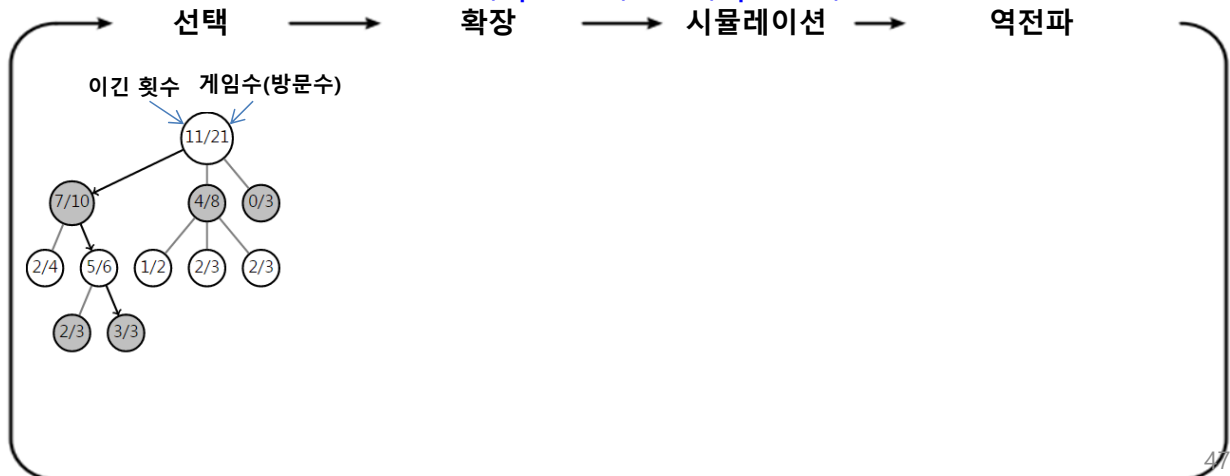 선택 확장 시뮬레이션 역전파
이긴 횟수 게임수(방문수)
11/21
7/10 4/8 0/3
2/4 5/6 1/2 2/3 2/3
2/3 3/3
47